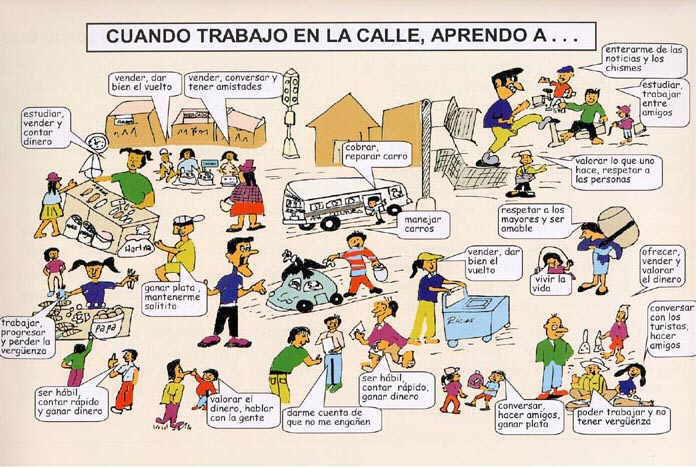 CUANDO TRABAJO EN LA CALLE, APRENDO A . . .
enterarme de las
noticias y los
chismes
vender, dar
bien el vuelto
vender, conversar y
tener amistades
estudiar,
trabajar
entre
amigos
estudiar,
vender y
contar
dinero
cobrar,
reparar carro
valorar lo que uno
hace, respetar a
las personas
manejar
carros
respetar a los
mayores y ser
amable
Harina
vender, dar
bien el
vuelto
ofrecer,
vender y
valorar
el dinero
vivir la
vida
ganar plata ,
mantenerme
solitito
trabajar,
progresar
y perder la
vergüenza
PAPA
conversar
con los
turistas,
hacer
amigos
ser hábil,
contar rápido
y ganar dinero
valorar el
dinero, hablar
con la gente
darme cuenta de
que no me engañen
ser hábil,
contar rápido,
ganar dinero
conversar,
hacer amigos,
ganar plata
poder trabajar y no
tener vergüenza